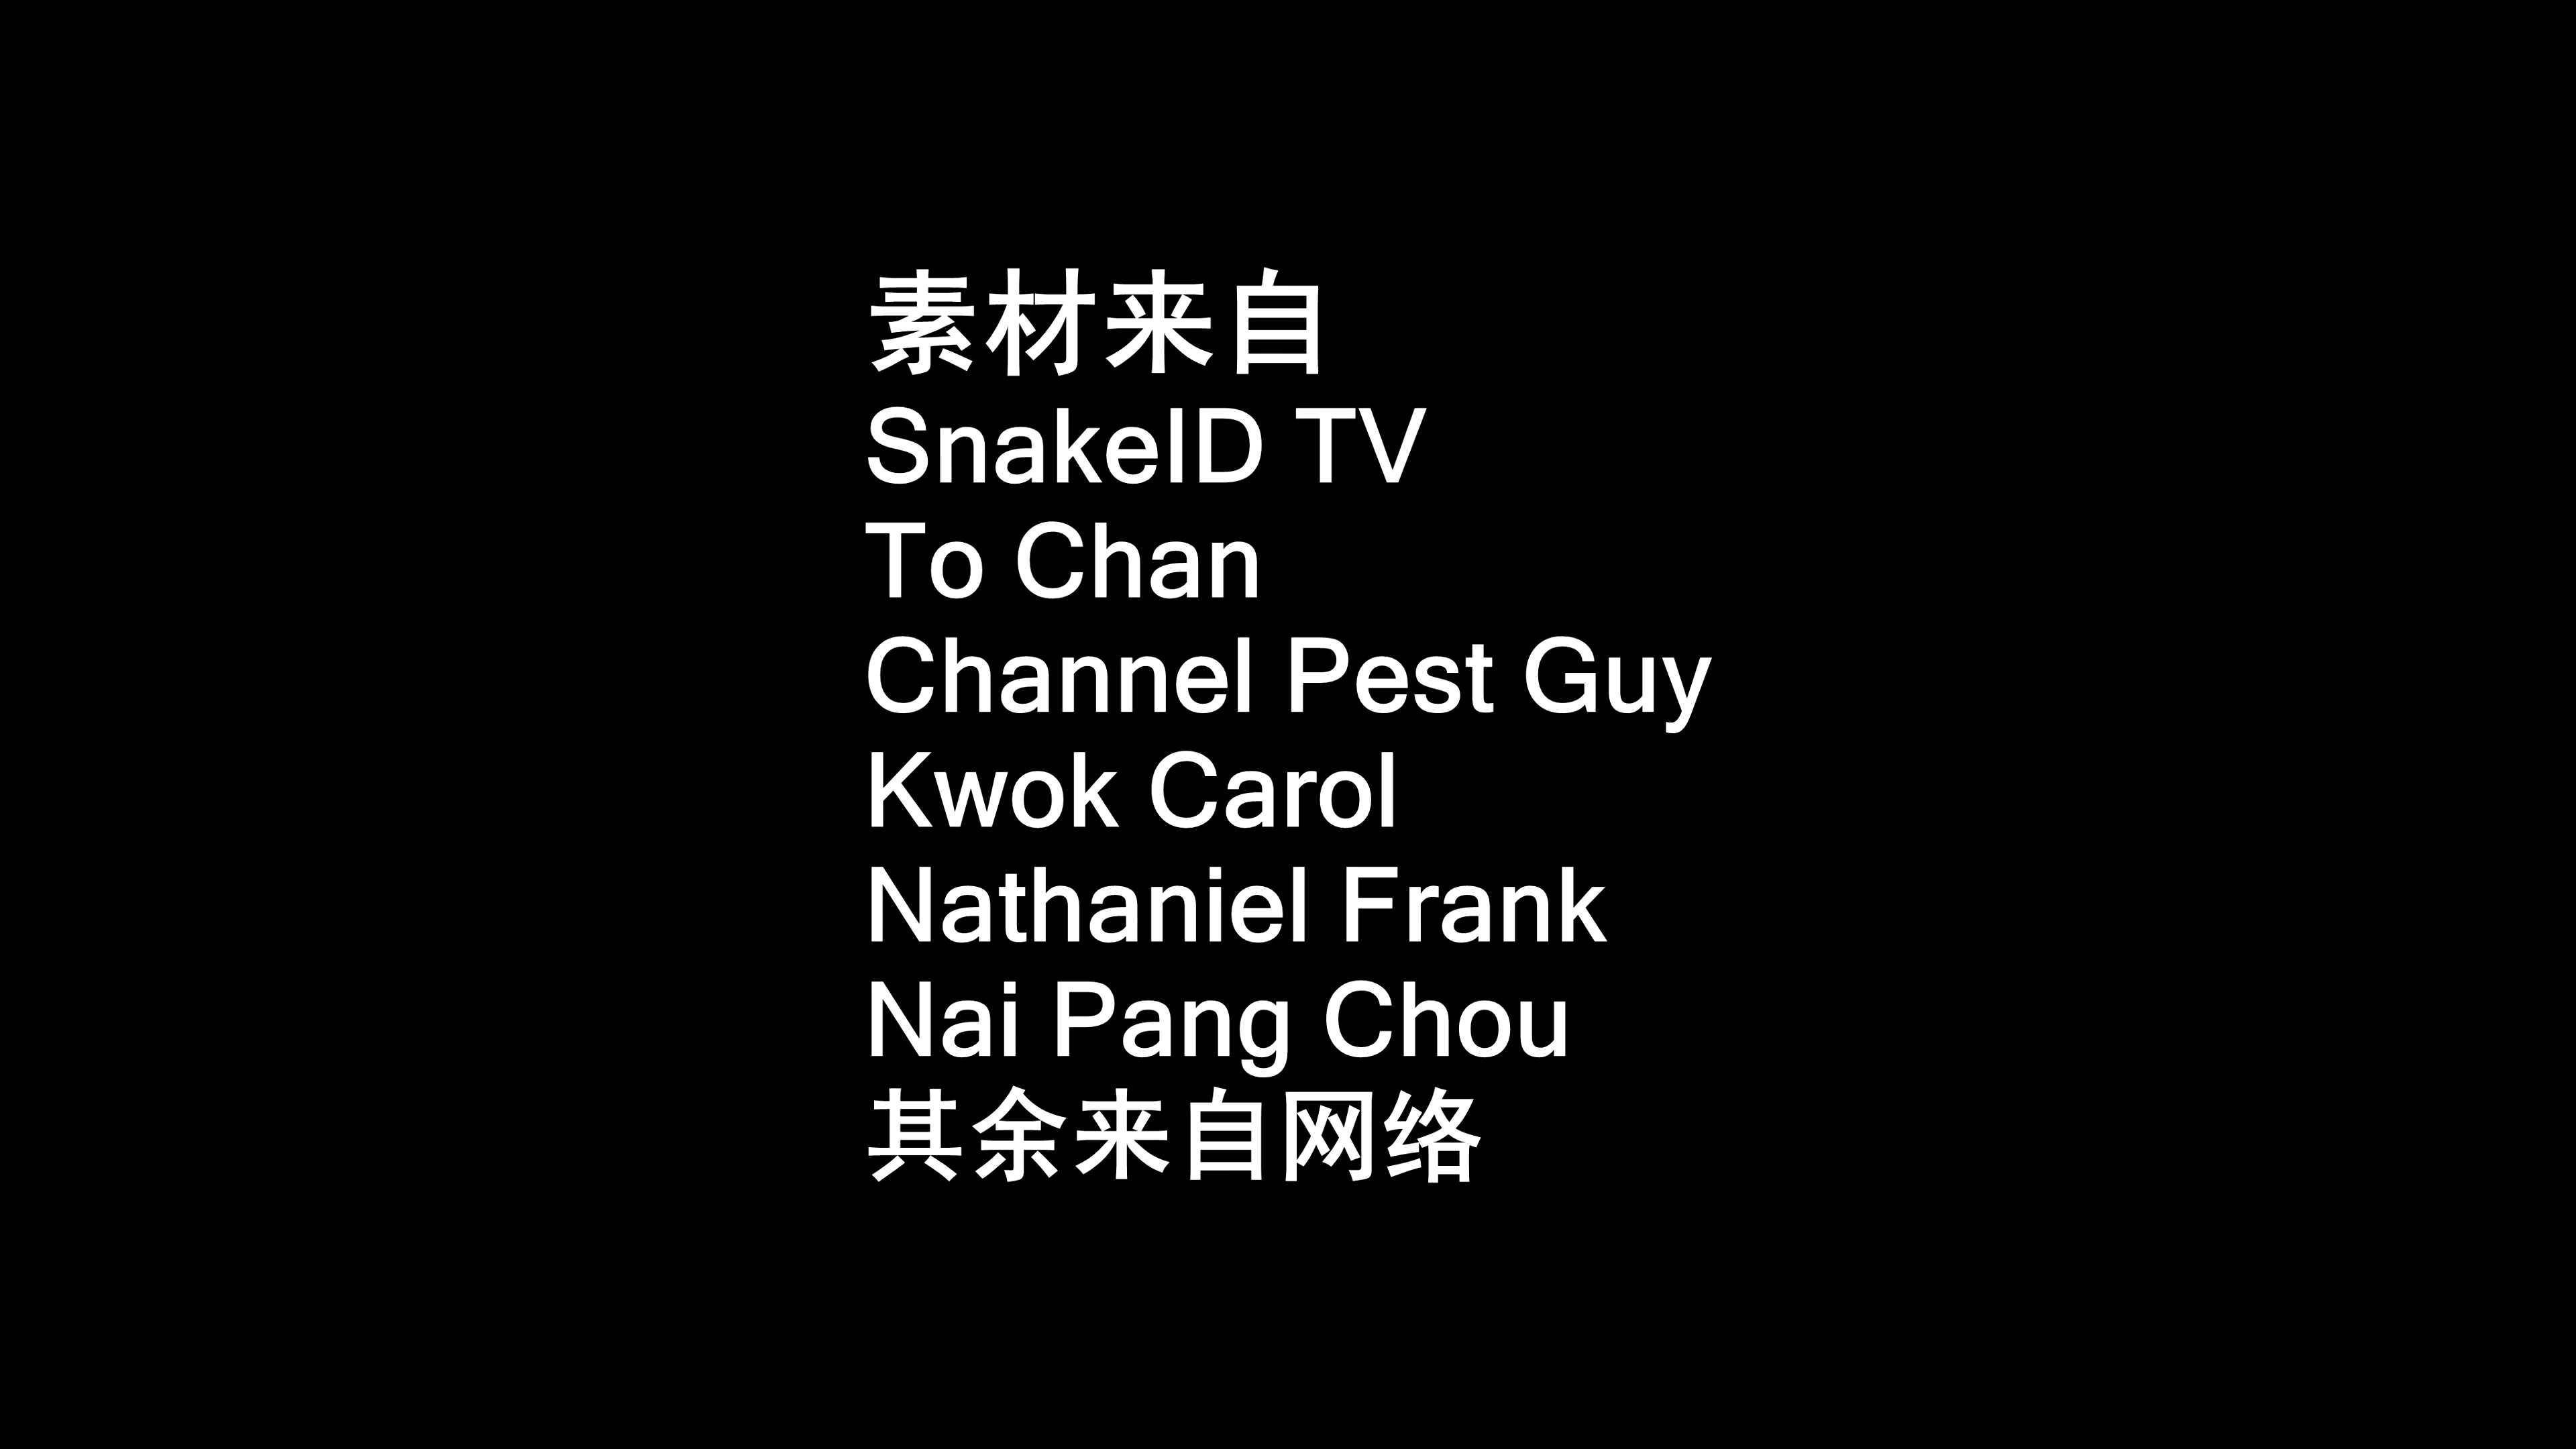 素材来自
SnakeID TV
To Chan
Channel Pest Guy
Kwok Carol
Nathaniel Frank
Nai Pang Chou
其余来自网络